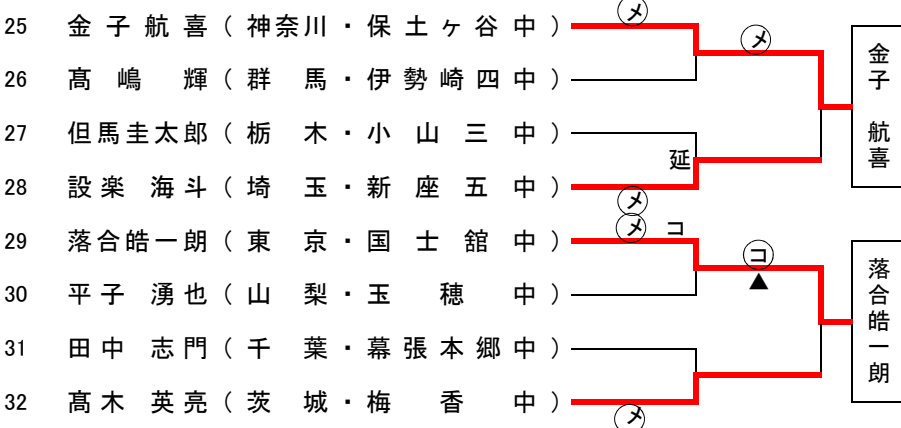 メ
25 金子航喜（神奈川・保土ヶ谷中）
メ
26 髙嶋 輝（群馬・伊勢崎四中）
金子 航喜
27 但馬圭太郎（栃木・小山三中）
延
28 設楽 海斗（埼玉・新座五中）
メ
メ コ
29 落合皓一朗（東京・国士舘中）
コ
▲
30 平子 湧也（山梨・玉穂中）
落合皓一朗
31 田中 志門（千葉・幕張本郷中）
32 髙木 英亮（茨城・梅香中）
メ